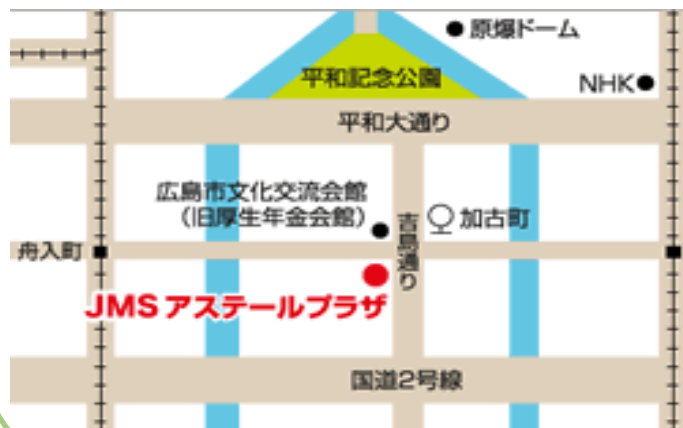 原爆ドーム
平和記念公園
NHK
平和大通り
広島市文化交流会館
（旧厚生年金会館）
吉島通り
加古町
舟入町
JMSアステールプラザ
国道2号線